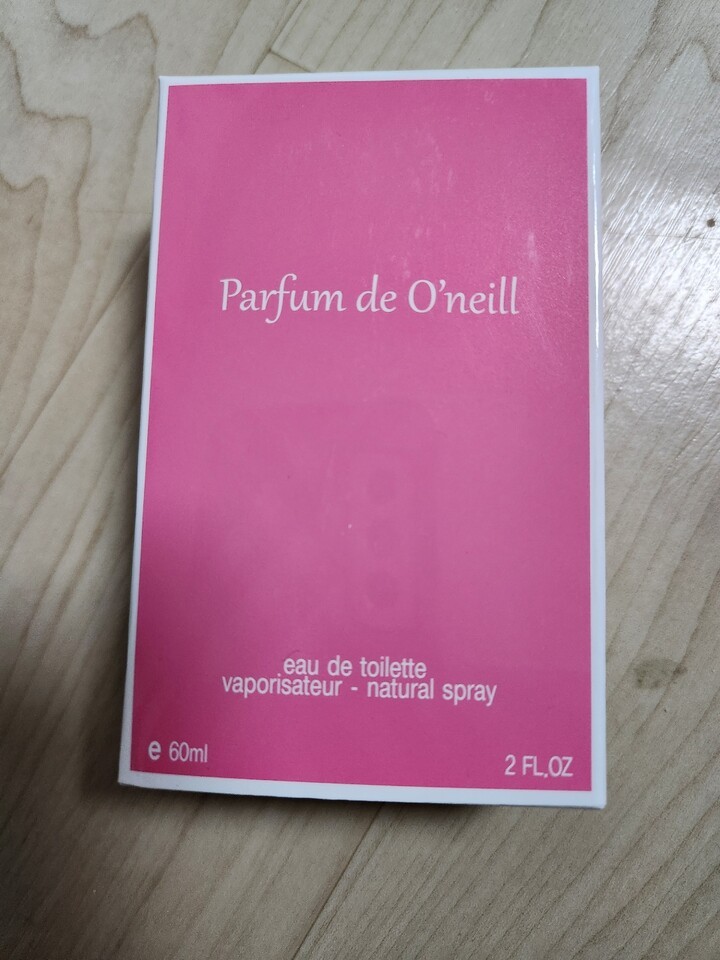 Parfum de O'neill
eau de toilette
vaporisateur - natural spray
e 60ml
2 FL.OZ